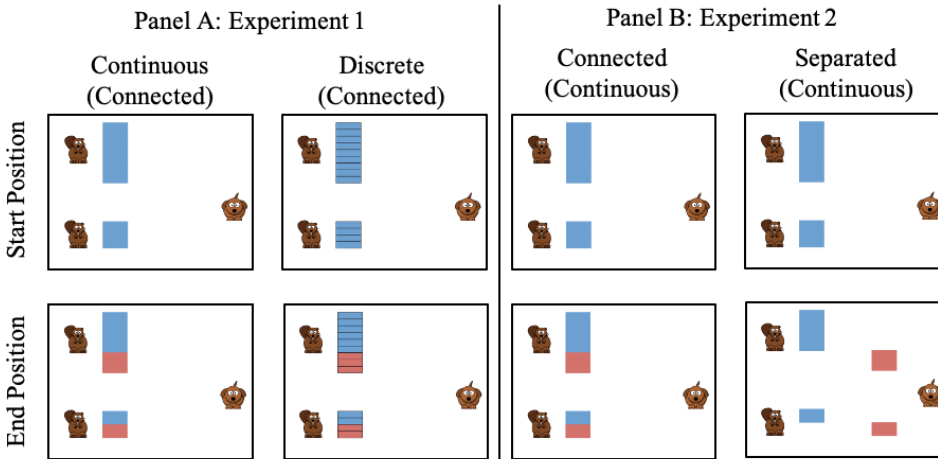 Panel A: Experiment 1
Panel B: Experiment 2
Continuous
(Connected)
Discrete
(Connected)
Connected
(Continuous)
Separated
(Continuous)
Start Position
End Position